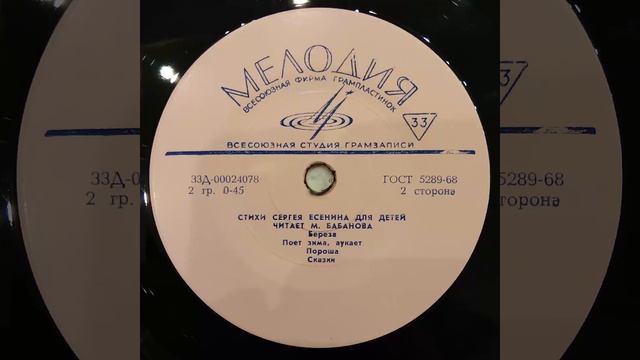 МЕЛОДИЯ
ВСЕСОЮЗНАЯ ФИРМА ГРАМПЛАСТИНОК
33
ВСЕСОЮЗНАЯ СТУДИЯ ГРАМЗАПИСИ
33Д-00024078 ГОСТ 5289-68
2 гр. 0-45 2 сторона
СТИХИ СЕРГЕЯ ЕСЕНИНА ДЛЯ ДЕТЕЙ
ЧИТАЕТ М. БАБАНОВА
Береза
Поет зима, аукает
Пороша
Сказки